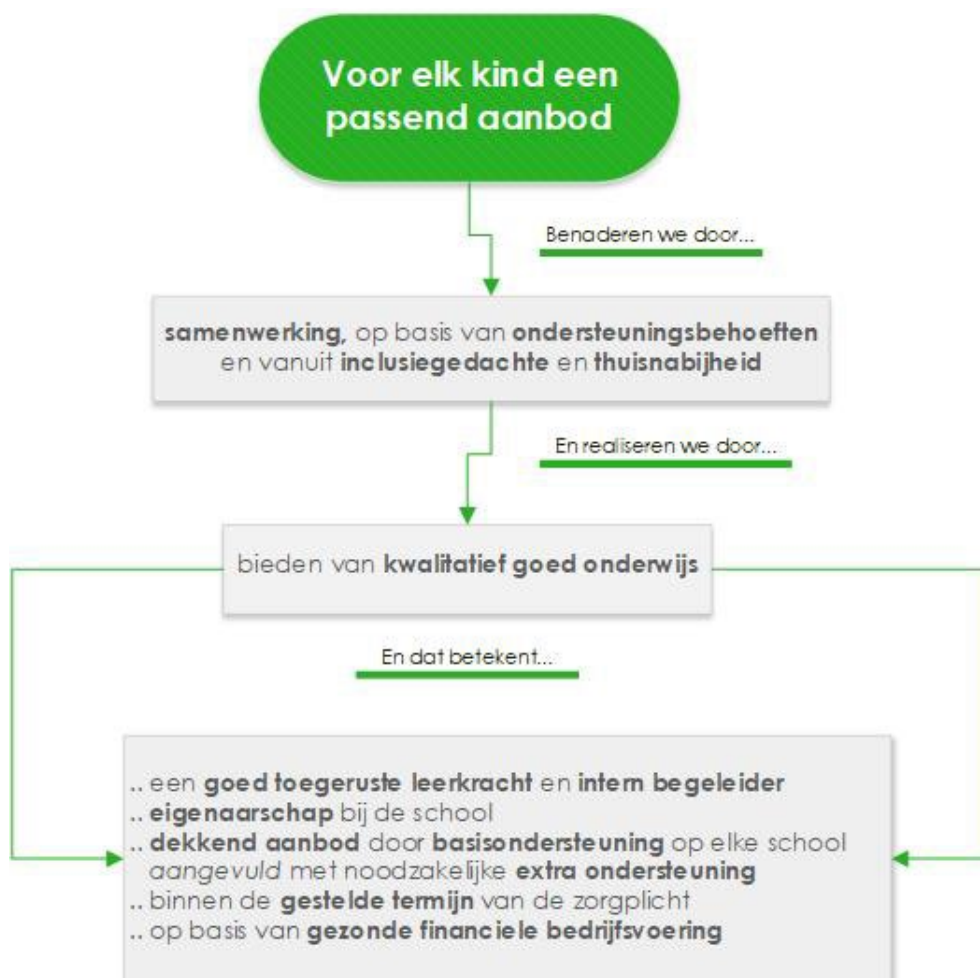 Voor elk kind een
passend aanbod
Benaderen we door...
samenwerking, op basis van ondersteuningsbehoeften
en vanuit inclusiegedachte en thuisnabijheid
En realiseren we door...
bieden van kwalitatief goed onderwijs
En dat betekent...
.. een goed toegeruste leerkracht en intern begeleider
.. eigenaarschap bij de school
.. dekkend aanbod door basisondersteuning op elke school
aangevuld met noodzakelijke extra ondersteuning
.. binnen de gestelde termijn van de zorgplicht
.. op basis van gezonde financiele bedrijfsvoering